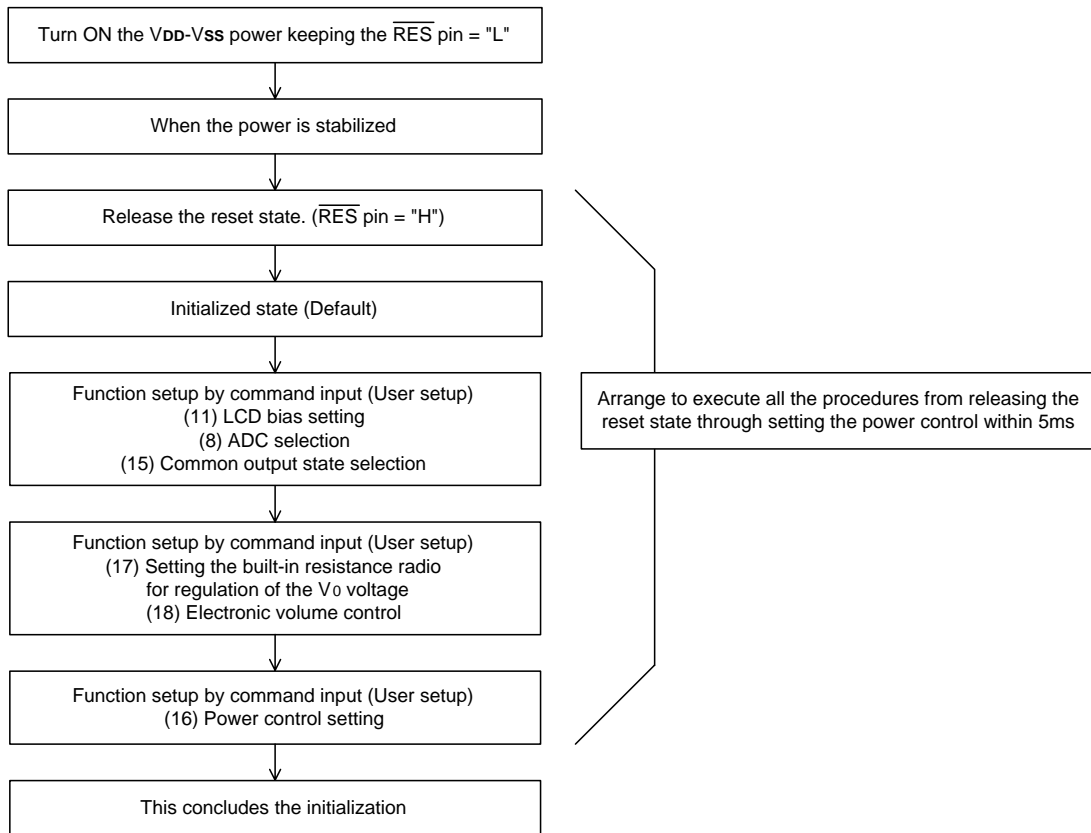 Turn ON the VDD-VSS power keeping the RES pin = "L"
When the power is stabilized
Release the reset state. (RES pin = "H")
Initialized state (Default)
Function setup by command input (User setup)
(11) LCD bias setting
(8) ADC selection
(15) Common output state selection
Arrange to execute all the procedures from releasing the
reset state through setting the power control within 5ms
Function setup by command input (User setup)
(17) Setting the built-in resistance radio
for regulation of the V0 voltage
(18) Electronic volume control
Function setup by command input (User setup)
(16) Power control setting
This concludes the initialization